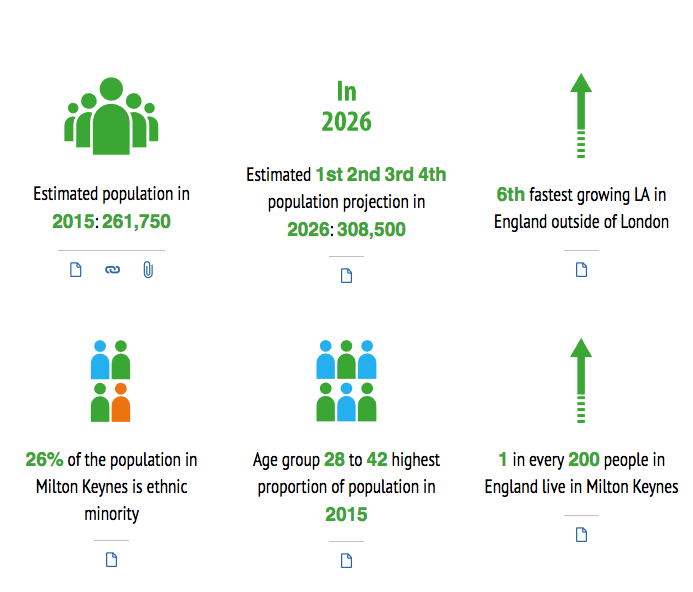 Estimated population in
2015: 261,750
In
2026
Estimated 1st 2nd 3rd 4th
population projection in
2026: 308,500
6th fastest growing LA in
England outside of London
26% of the population in
Milton Keynes is ethnic
minority
Age group 28 to 42 highest
proportion of population in
2015
1 in every 200 people in
England live in Milton Keynes